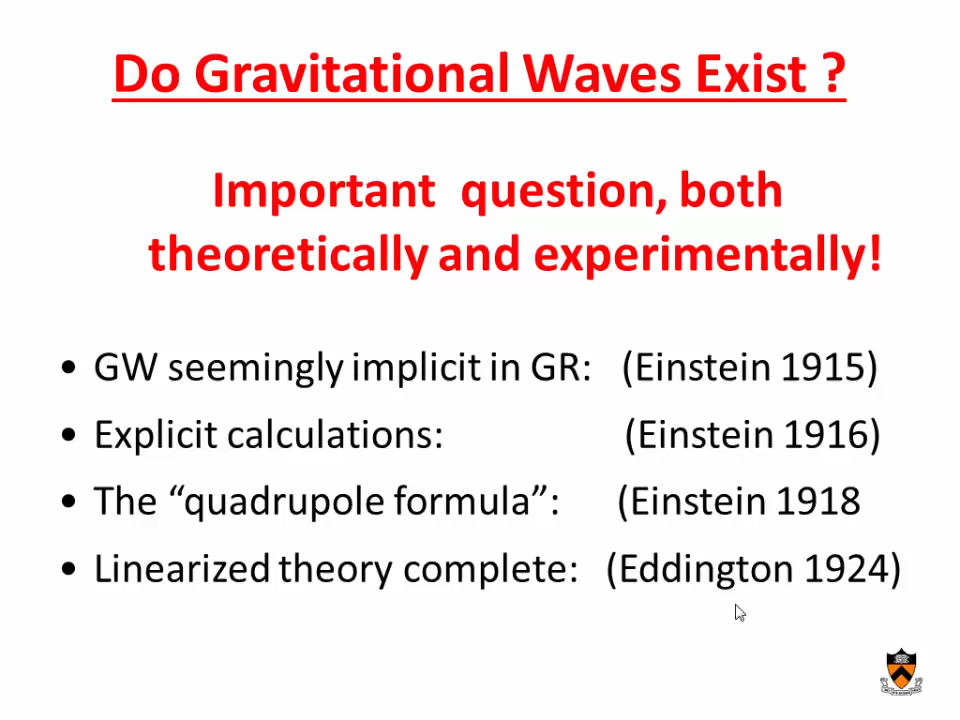 Do Gravitational Waves Exist ?
Important question, both
theoretically and experimentally!
• GW seemingly implicit in GR: (Einstein 1915)
• Explicit calculations: (Einstein 1916)
• The “quadrupole formula”: (Einstein 1918
• Linearized theory complete: (Eddington 1924)